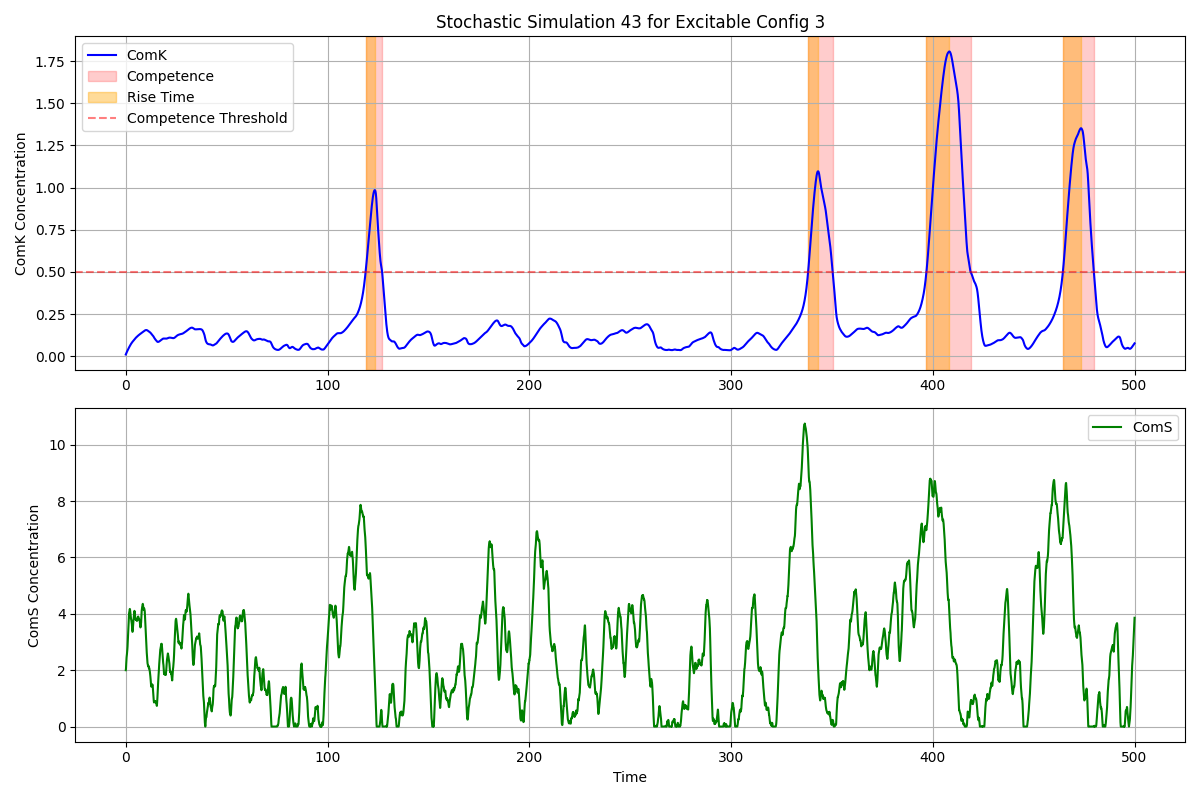 Stochastic Simulation 43 for Excitable Config 3
ComK Concentration
1.75
1.50
1.25
1.00
0.75
0.50
0.25
0.00
ComK
Competence
Rise Time
Competence Threshold
0 100 200 300 400 500
ComS Concentration
10
8
6
4
2
0
ComS
0 100 200 300 400 500
Time